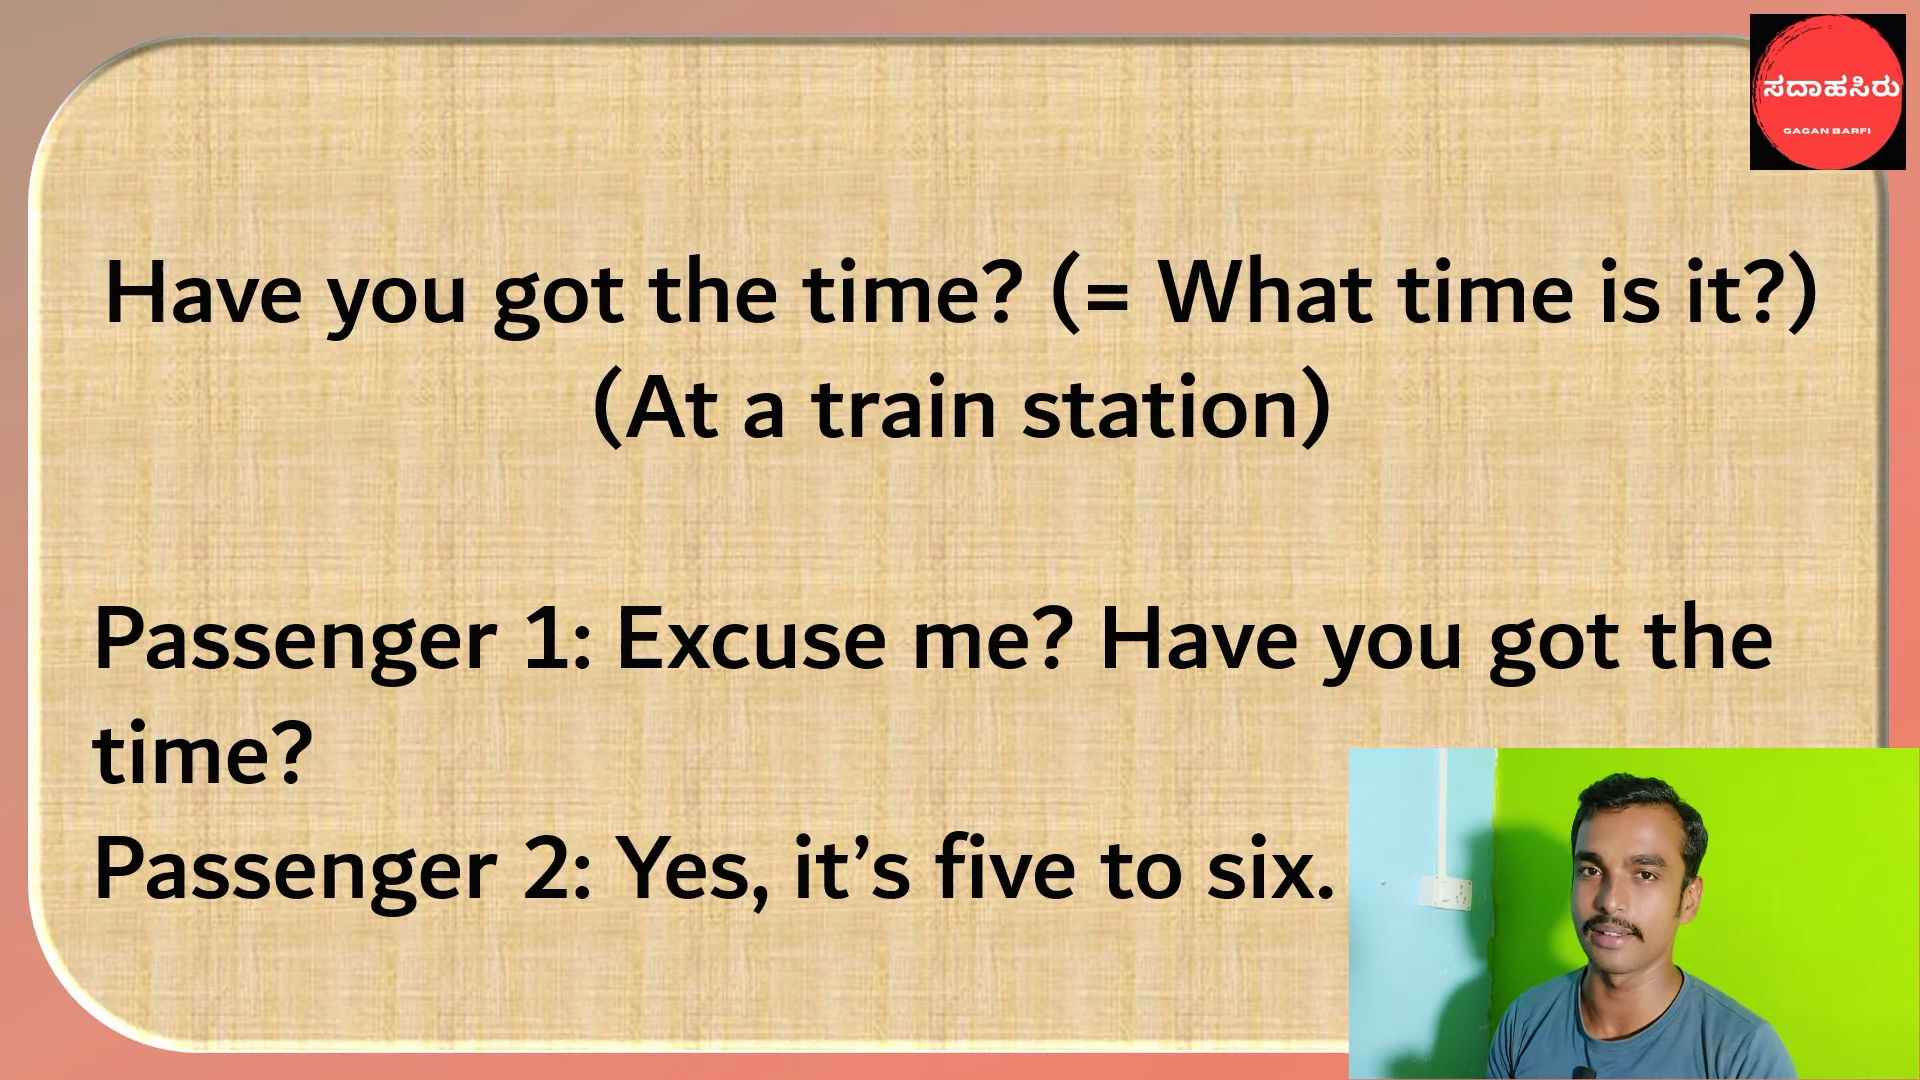 ಸದಾಹಸಿರು
GAGAN BARFI
Have you got the time? (= What time is it?)
(At a train station)
Passenger 1: Excuse me? Have you got the
time?
Passenger 2: Yes, it’s five to six.